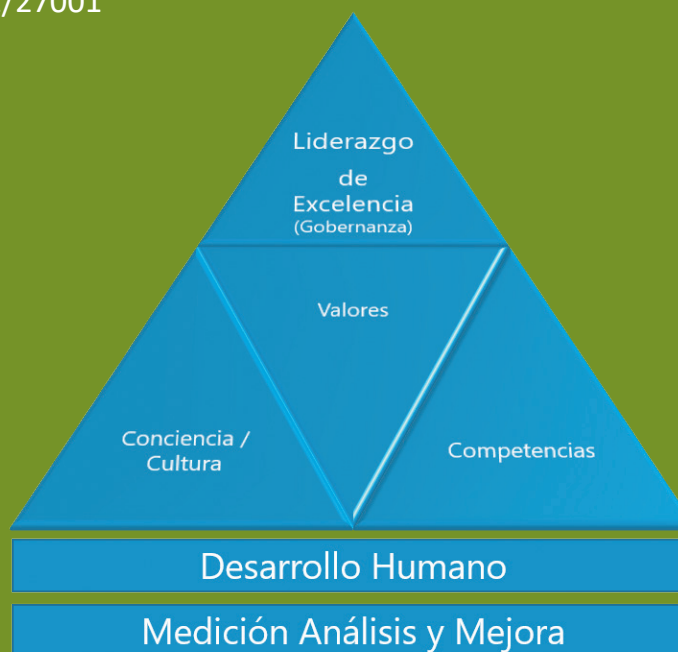 /27001
Liderazgo
de
Excelencia
(Gobernanza)
Valores
Conciencia /
Cultura
Competencias
Desarrollo Humano
Medición Análisis y Mejora